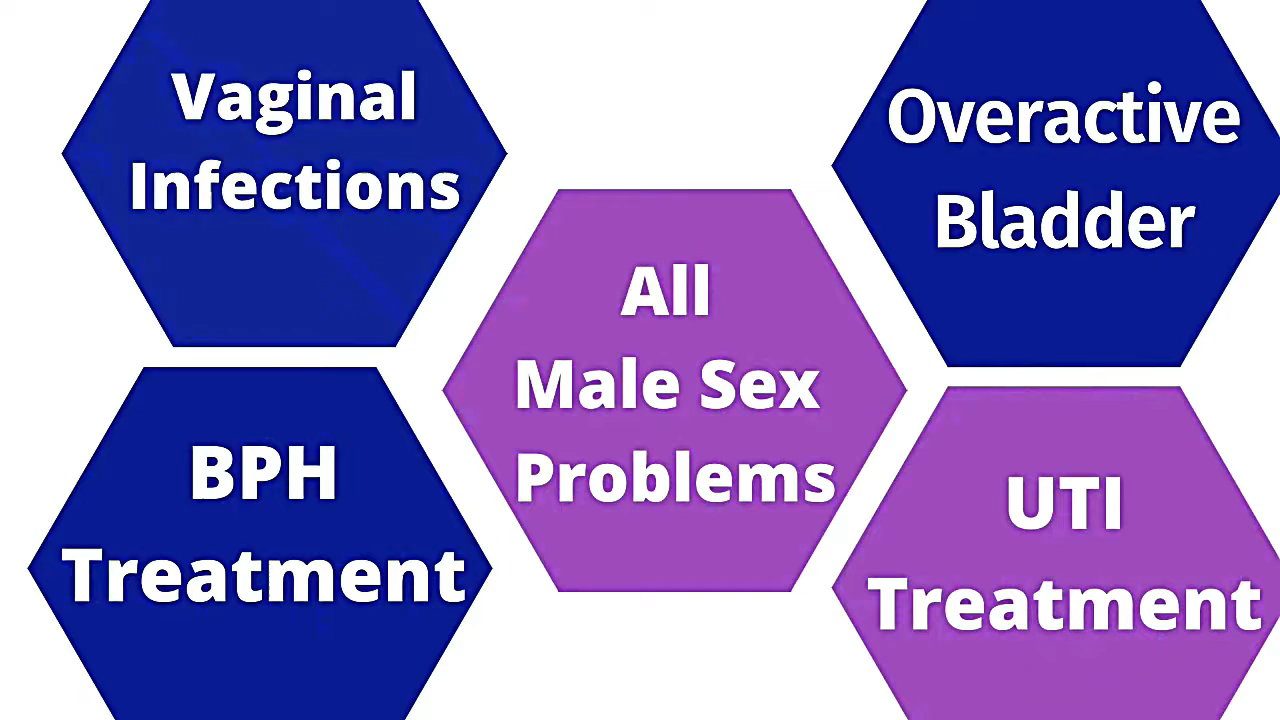 Vaginal
Infections
Overactive
Bladder
All
Male Sex
Problems
BPH
Treatment
UTI
Treatment